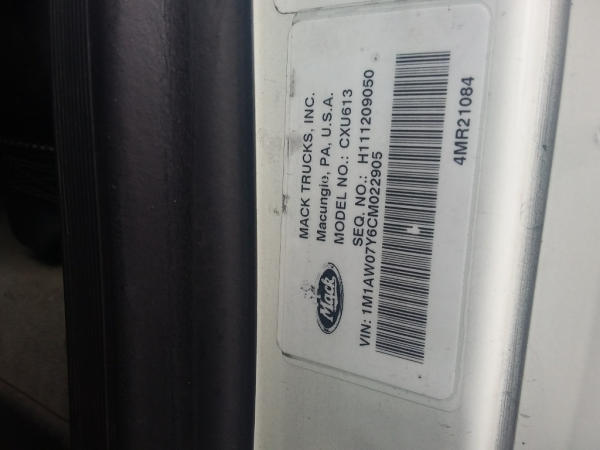 MACK TRUCKS, INC.
Macungie, PA, U.S.A.
MODEL NO.: CXU613
SEQ. NO.: H111209050
Mack
VIN: 1M1AW07Y6CM022905
4MR21084